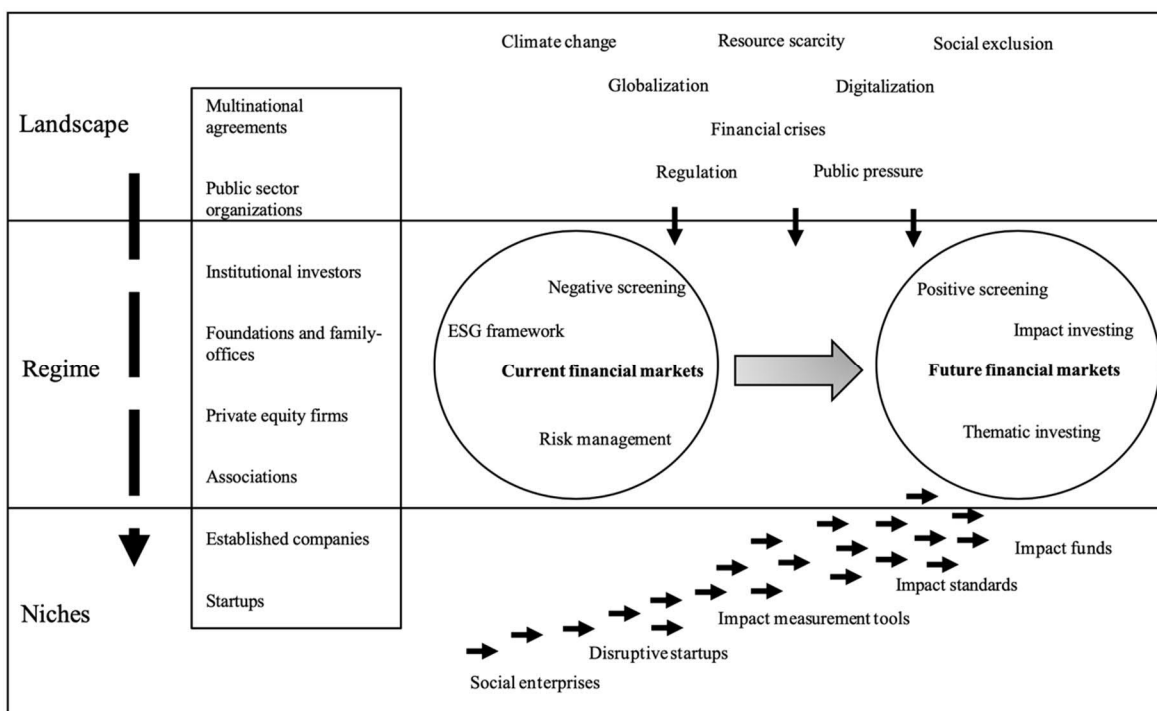 Landscape
Multinational
agreements
Public sector
organizations
Climate change
Resource scarcity
Social exclusion
Globalization
Digitalization
Financial crises
Regulation
Public pressure
Regime
Institutional investors
Foundations and family-
offices
Private equity firms
Associations
Negative screening
ESG framework
Current financial markets
Risk management
Positive screening
Impact investing
Future financial markets
Thematic investing
Niches
Established companies
Startups
Impact funds
Impact standards
Impact measurement tools
Disruptive startups
Social enterprises